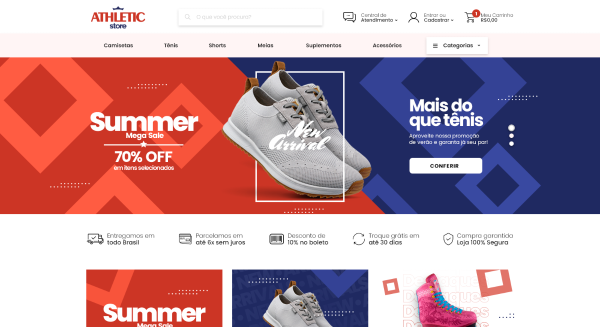 ATHLETIC
store
O que você procura?
Central de
Atendimento
Entrar ou
Cadastrar
1
Meu Carrinho
R$0,00
Camisetas
Tênis
Shorts
Meias
Suplementos
Acessórios
Categorias
Summer
Mega Sale
70% OFF
em itens selecionados
New
Arrival
Mais do
que tênis
Aproveite nossa promoção
de verão e garanta já seu par!
CONFERIR
Entregamos em
todo Brasil
Parcelamos em
até 6x sem juros
Desconto de
10% no boleto
Troque grátis em
até 30 dias
Compra garantida
Loja 100% Segura
Summer
Mega Sale